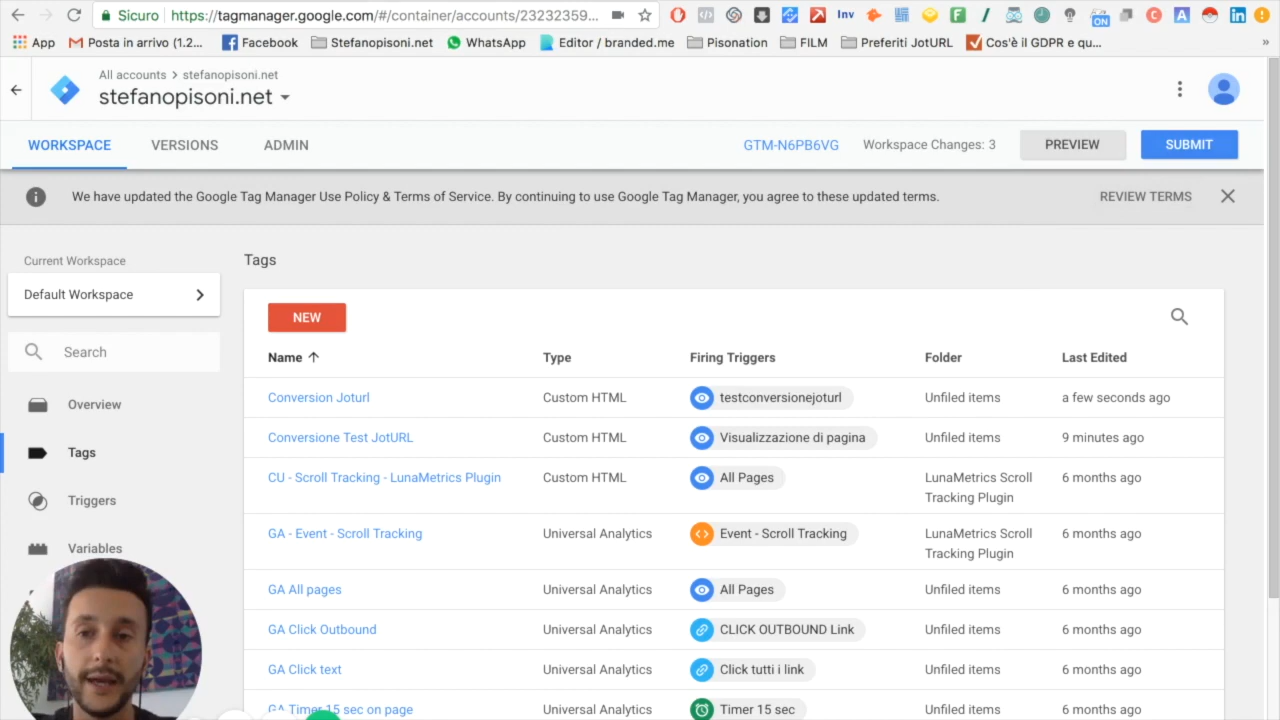 Sicuro | https://tagmanager.google.com/#/container/accounts/23232359...
Inv
ON
App
Posta in arrivo (1.2...
Facebook
Stefanopisoni.net
WhatsApp
Editor / branded.me
Pisonation
FILM
Preferiti JotURL
Cos'è il GDPR e qu...
»
All accounts > stefanopisoni.net
stefanopisoni.net
WORKSPACE VERSIONS ADMIN
GTM-N6PB6VG Workspace Changes: 3 PREVIEW SUBMIT
We have updated the Google Tag Manager Use Policy & Terms of Service. By continuing to use Google Tag Manager, you agree to these updated terms. REVIEW TERMS
Current Workspace
Default Workspace
Search
Overview
Tags
Triggers
Variables
Tags
NEW
Name Type Firing Triggers Folder Last Edited
Conversion Joturl Custom HTML testconversionejoturl Unfiled items a few seconds ago
Conversione Test JotURL Custom HTML Visualizzazione di pagina Unfiled items 9 minutes ago
CU - Scroll Tracking - LunaMetrics Plugin Custom HTML All Pages LunaMetrics Scroll 6 months ago
Tracking Plugin
GA - Event - Scroll Tracking Universal Analytics Event - Scroll Tracking LunaMetrics Scroll 6 months ago
Tracking Plugin
GA All pages Universal Analytics All Pages Unfiled items 6 months ago
GA Click Outbound Universal Analytics CLICK OUTBOUND Link Unfiled items 6 months ago
GA Click text Universal Analytics Click tutti i link Unfiled items 6 months ago
GA Timer 15 sec on page Universal Analytics Timer 15 sec Unfiled items 6 months ago